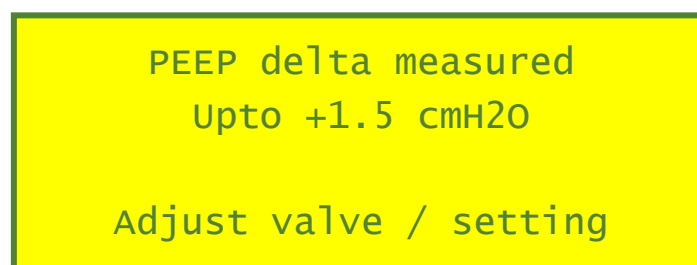 PEEP delta measured
Upto +1.5 cmH2O
Adjust valve / setting